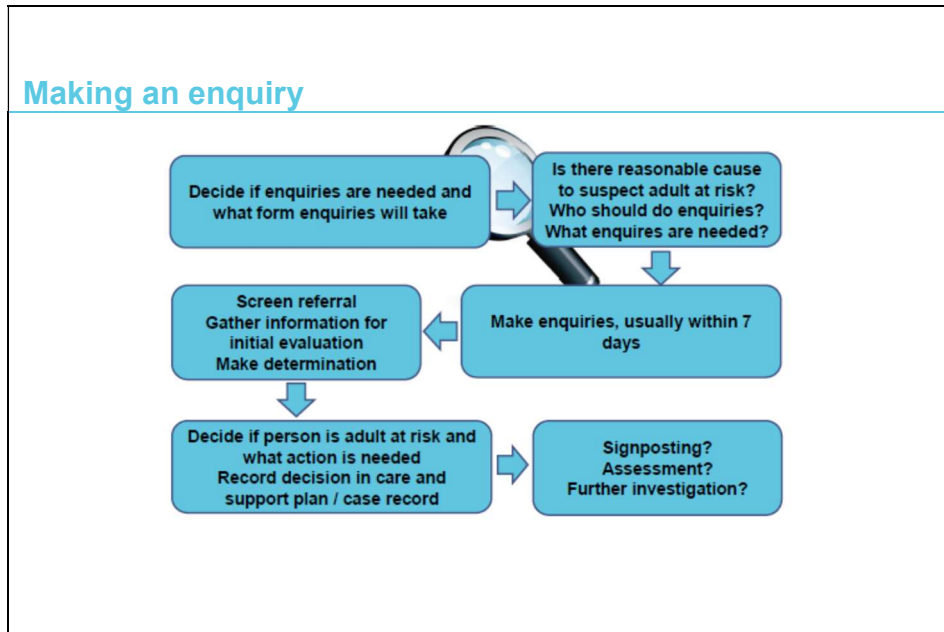 Making an enquiry
Decide if enquiries are needed and
what form enquiries will take
Is there reasonable cause
to suspect adult at risk?
Who should do enquiries?
What enquires are needed?
Make enquiries, usually within 7
days
Screen referral
Gather information for
initial evaluation
Make determination
Decide if person is adult at risk and
what action is needed
Record decision in care and
support plan / case record
Signposting?
Assessment?
Further investigation?